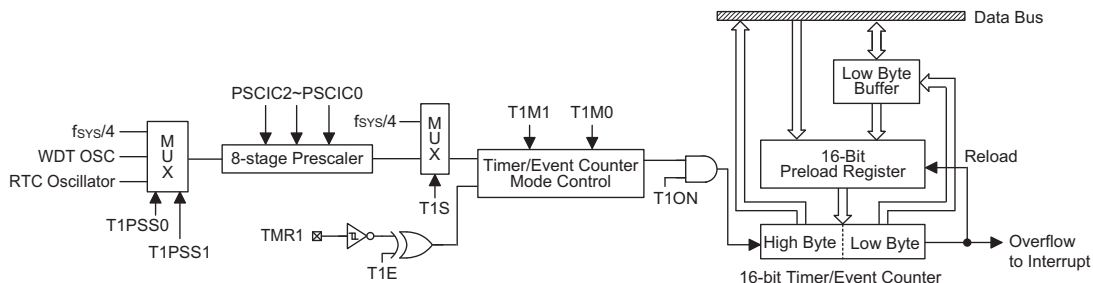 Data Bus
Low Byte
Buffer
PSCIC2~PSCIC0
fSYS/4
MUX
T1M1
T1M0
fSYS/4
WDT OSC
RTC Oscillator
MUX
8-stage Prescaler
Timer/Event Counter
Mode Control
16-Bit
Preload Register
Reload
T1PSS0
T1PSS1
T1S
T1ON
TMR1
T1E
High Byte
Low Byte
Overflow
to Interrupt
16-bit Timer/Event Counter